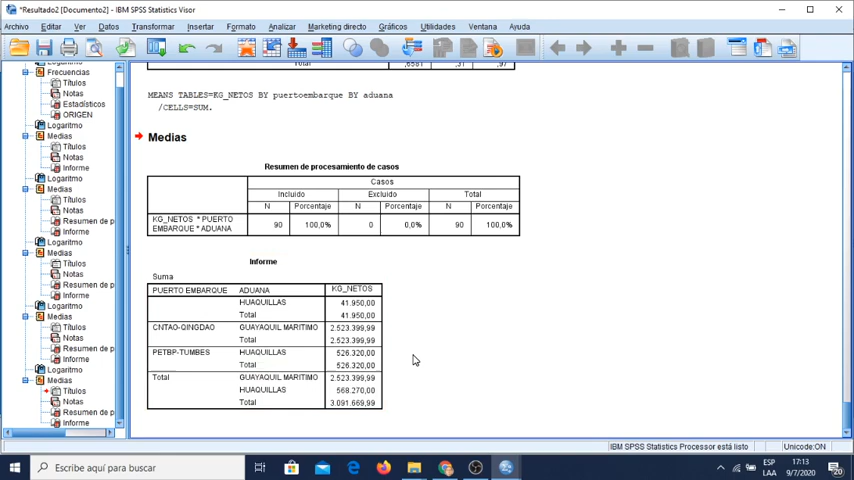 *Resultado2 [Documento2] - IBM SPSS Statistics Visor
Archivo Editar Ver Datos Transformar Insertar Formato Analizar Marketing directo Gráficos Utilidades Ventana Ayuda
Logaritmo
Frecuencias
Títulos
Notas
Estadísticos
ORIGEN
Logaritmo
Medias
Títulos
Notas
Informe
Logaritmo
Medias
Títulos
Notas
Resumen de p
Informe
Logaritmo
Medias
Títulos
Notas
Resumen de p
Informe
Logaritmo
Medias
Títulos
Notas
Resumen de p
Informe
Logaritmo
Medias
Títulos
Notas
Resumen de p
Informe
Total ,6581 ,31 ,97
MEANS TABLES=KG_NETOS BY puertoembarque BY aduana
/CELLS=SUM.
Medias
Resumen de procesamiento de casos
Casos
Incluido Excluido Total
N Porcentaje N Porcentaje N Porcentaje
KG_NETOS * PUERTO
EMBARQUE * ADUANA 90 100,0% 0 0,0% 90 100,0%
Informe
Suma
PUERTO EMBARQUE ADUANA KG_NETOS
HUAQUILLAS 41.950,00
Total 41.950,00
CNTAO-QINGDAO GUAYAQUIL MARITIMO 2.523.399,99
Total 2.523.399,99
PETBP-TUMBES HUAQUILLAS 526.320,00
Total 526.320,00
Total GUAYAQUIL MARITIMO 2.523.399,99
HUAQUILLAS 568.270,00
Total 3.091.669,99
IBM SPSS Statistics Processor está listo Unicode:ON
Escribe aquí para buscar
ESP
LAA
17:13
9/7/2020
20